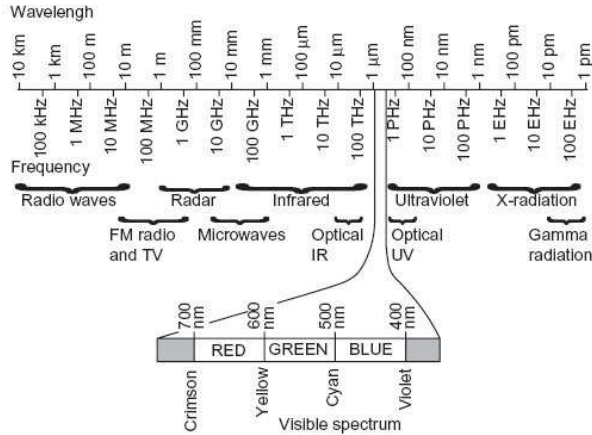 Wavelengh
10 km 1 km 100 m 10 m 1 m 100 mm 10 mm 1 mm 100 µm 10 µm 1 µm 100 nm 10 nm 1 nm 100 pm 10 pm 1 pm
100 kHz 1 MHz 10 MHz 100 MHz 1 GHz 10 GHz 100 GHz 1 THz 10 THz 100 THz 1 PHz 10 PHz 100 PHz 1 EHz 10 EHz 100 EHz
Frequency
Radio waves Radar Infrared Ultraviolet X-radiation
FM radio and TV Microwaves Optical IR Optical UV Gamma radiation
700 nm 600 nm 500 nm 400 nm
RED GREEN BLUE
Crimson Yellow Cyan Violet
Visible spectrum